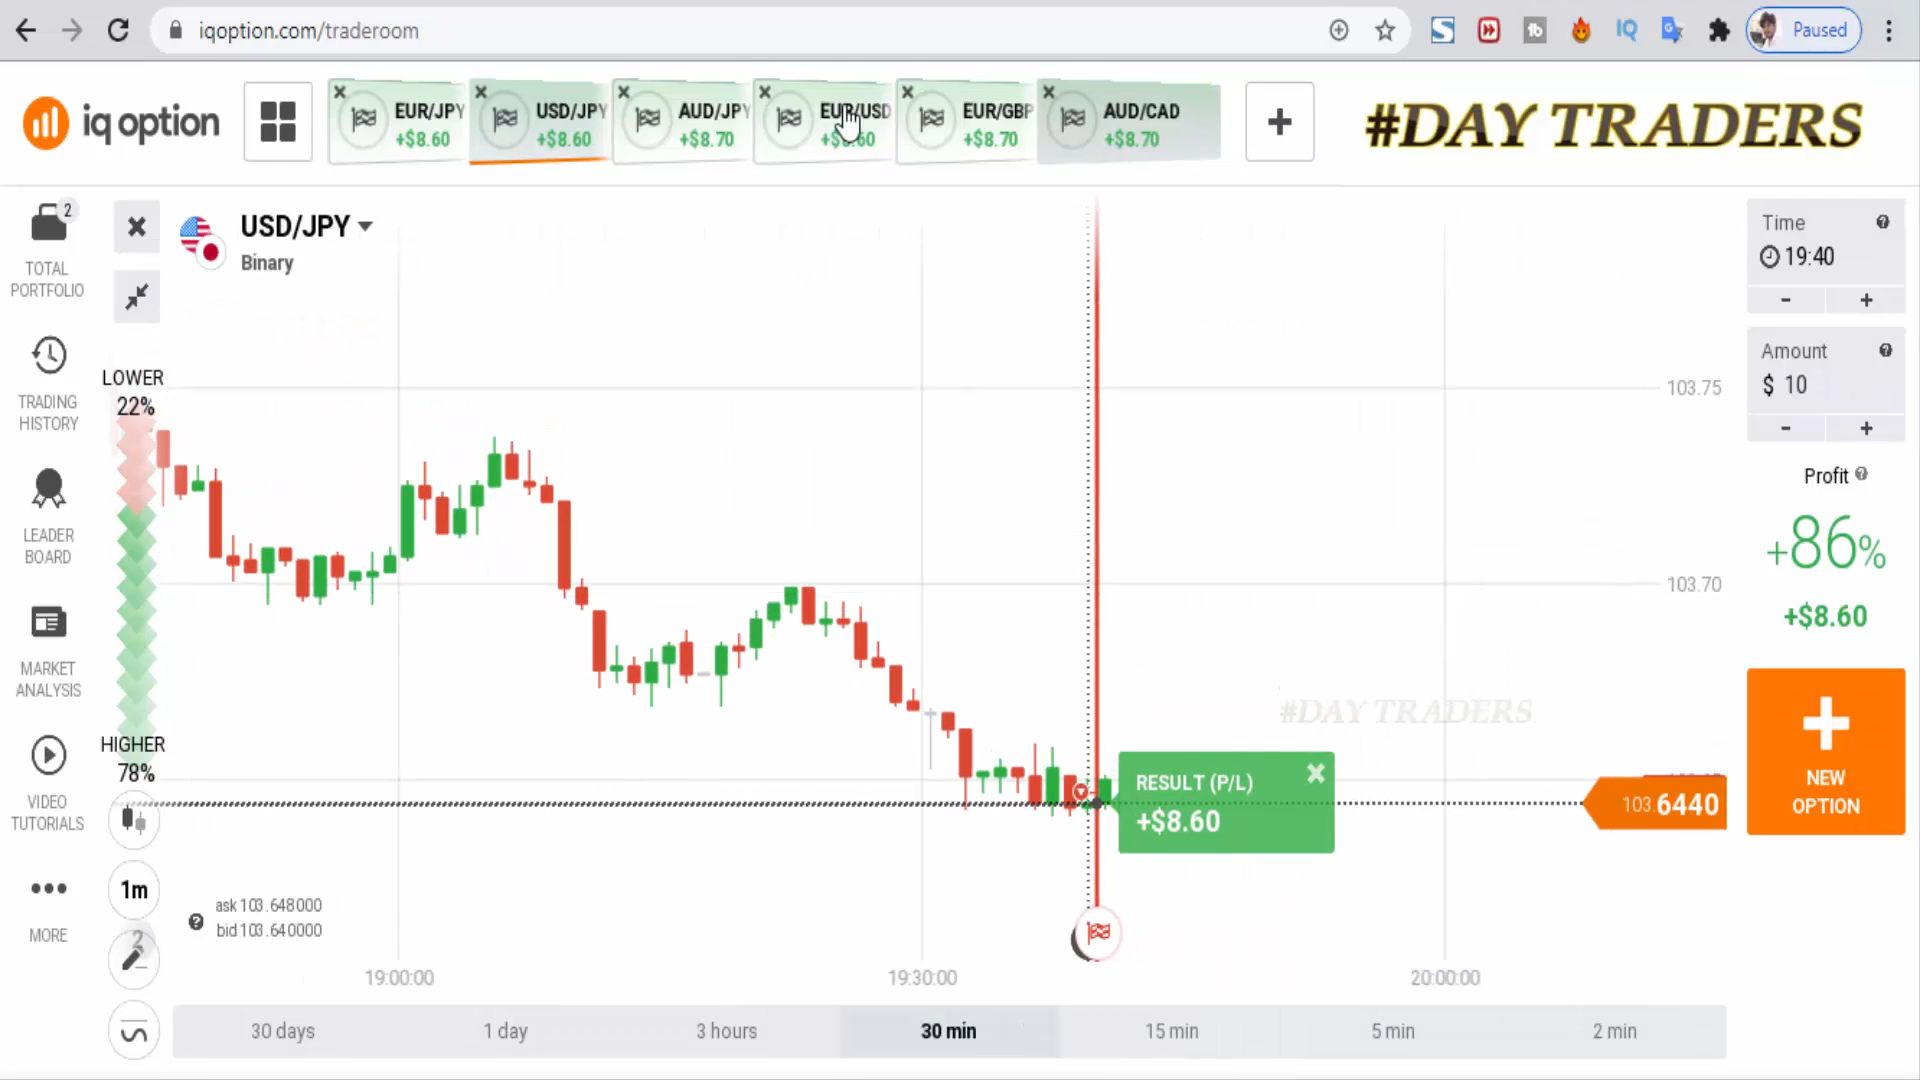 iqoption.com/traderoom
Paused
iq option
EUR/JPY
+$8.60
USD/JPY
+$8.60
AUD/JPY
+$8.70
EUR/USD
+$8.60
EUR/GBP
+$8.70
AUD/CAD
+$8.70
+
#DAY TRADERS
2
TOTAL
PORTFOLIO
TRADING
HISTORY
LEADER
BOARD
MARKET
ANALYSIS
VIDEO
TUTORIALS
MORE
USD/JPY
Binary
LOWER
22%
HIGHER
78%
1m
2
ask 103.648000
bid 103.640000
103.75
103.70
#DAY TRADERS
RESULT (P/L)
+$8.60
103.6440
19:00:00
19:30:00
20:00:00
30 days
1 day
3 hours
30 min
15 min
5 min
2 min
Time
19:40
- +
Amount
$ 10
- +
Profit
+86%
+$8.60
NEW
OPTION